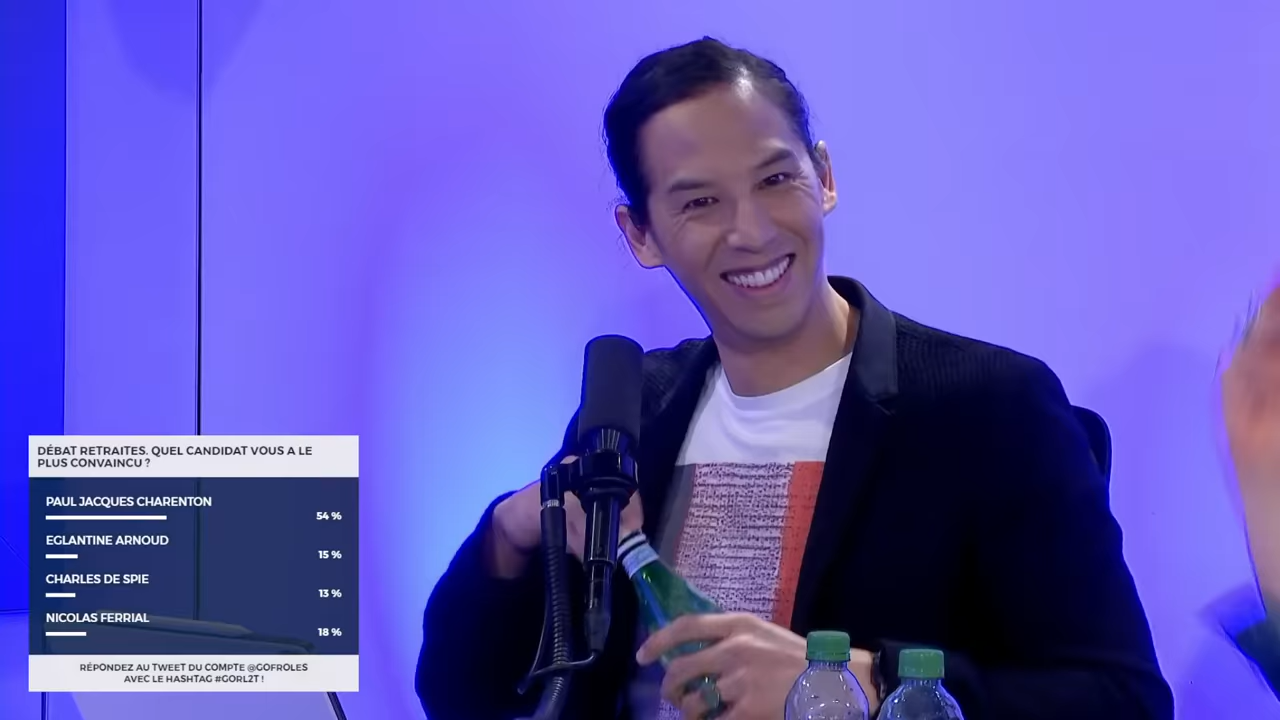 DÉBAT RETRAITES. QUEL CANDIDAT VOUS A LE
PLUS CONVAINCU ?
PAUL JACQUES CHARENTON
54 %
EGLANTINE ARNOUD
15 %
CHARLES DE SPIE
13 %
NICOLAS FERRIAL
18 %
RÉPONDEZ AU TWEET DU COMPTE @GOFROLES
AVEC LE HASHTAG #GORL2T !